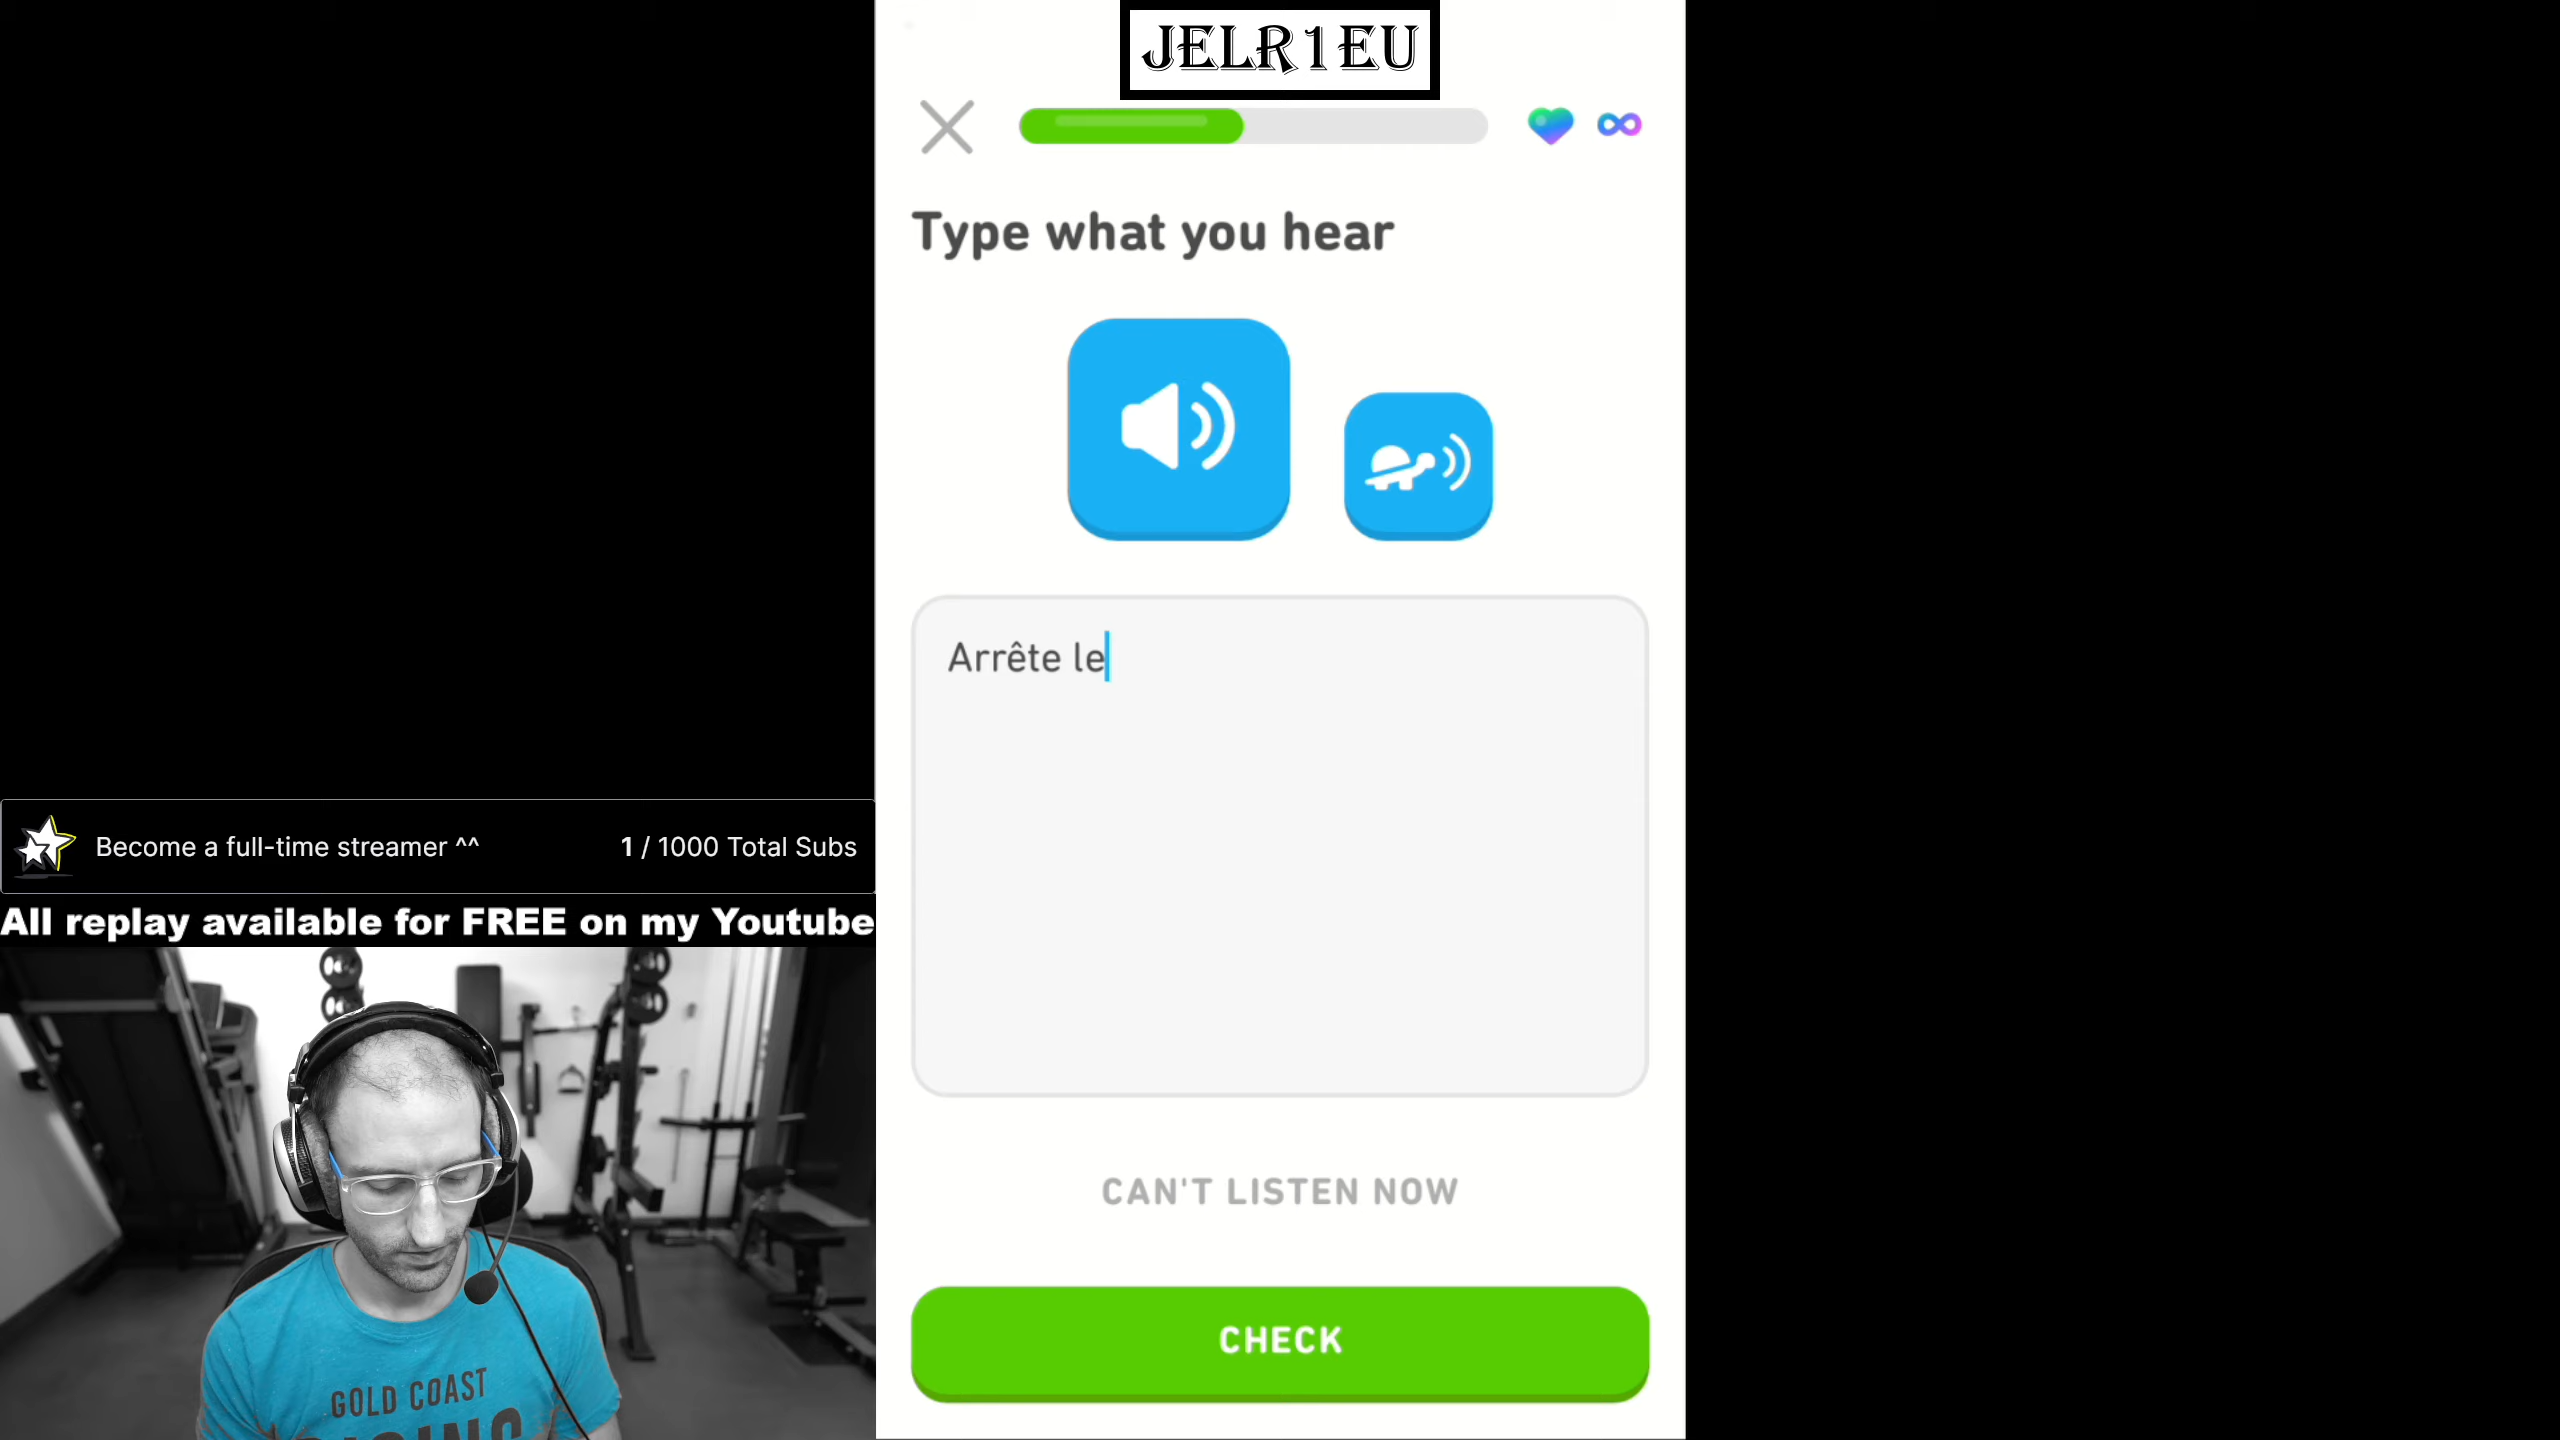 JELR1EU
Type what you hear
Arrête le
CAN'T LISTEN NOW
CHECK
Become a full-time streamer ^^
1 / 1000 Total Subs
All replay available for FREE on my Youtube
GOLD COAST